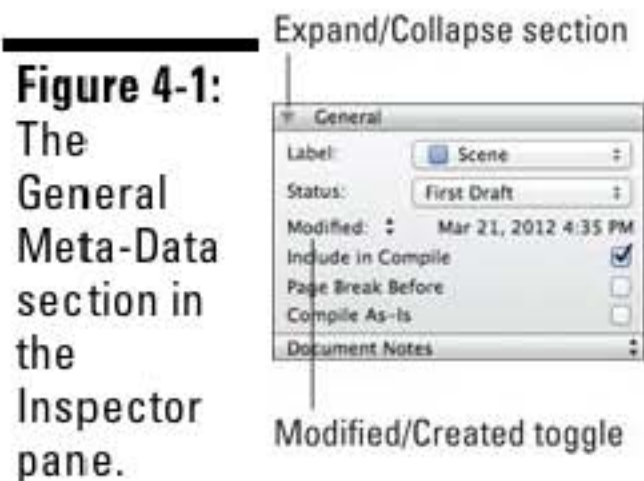 Expand/Collapse section
Figure 4-1:
The
General
Meta-Data
section in
the
Inspector
pane.
General
Label: Scene
Status: First Draft
Modified: Mar 21, 2012 4:35 PM
Include in Compile
Page Break Before
Compile As-Is
Document Notes
Modified/Created toggle